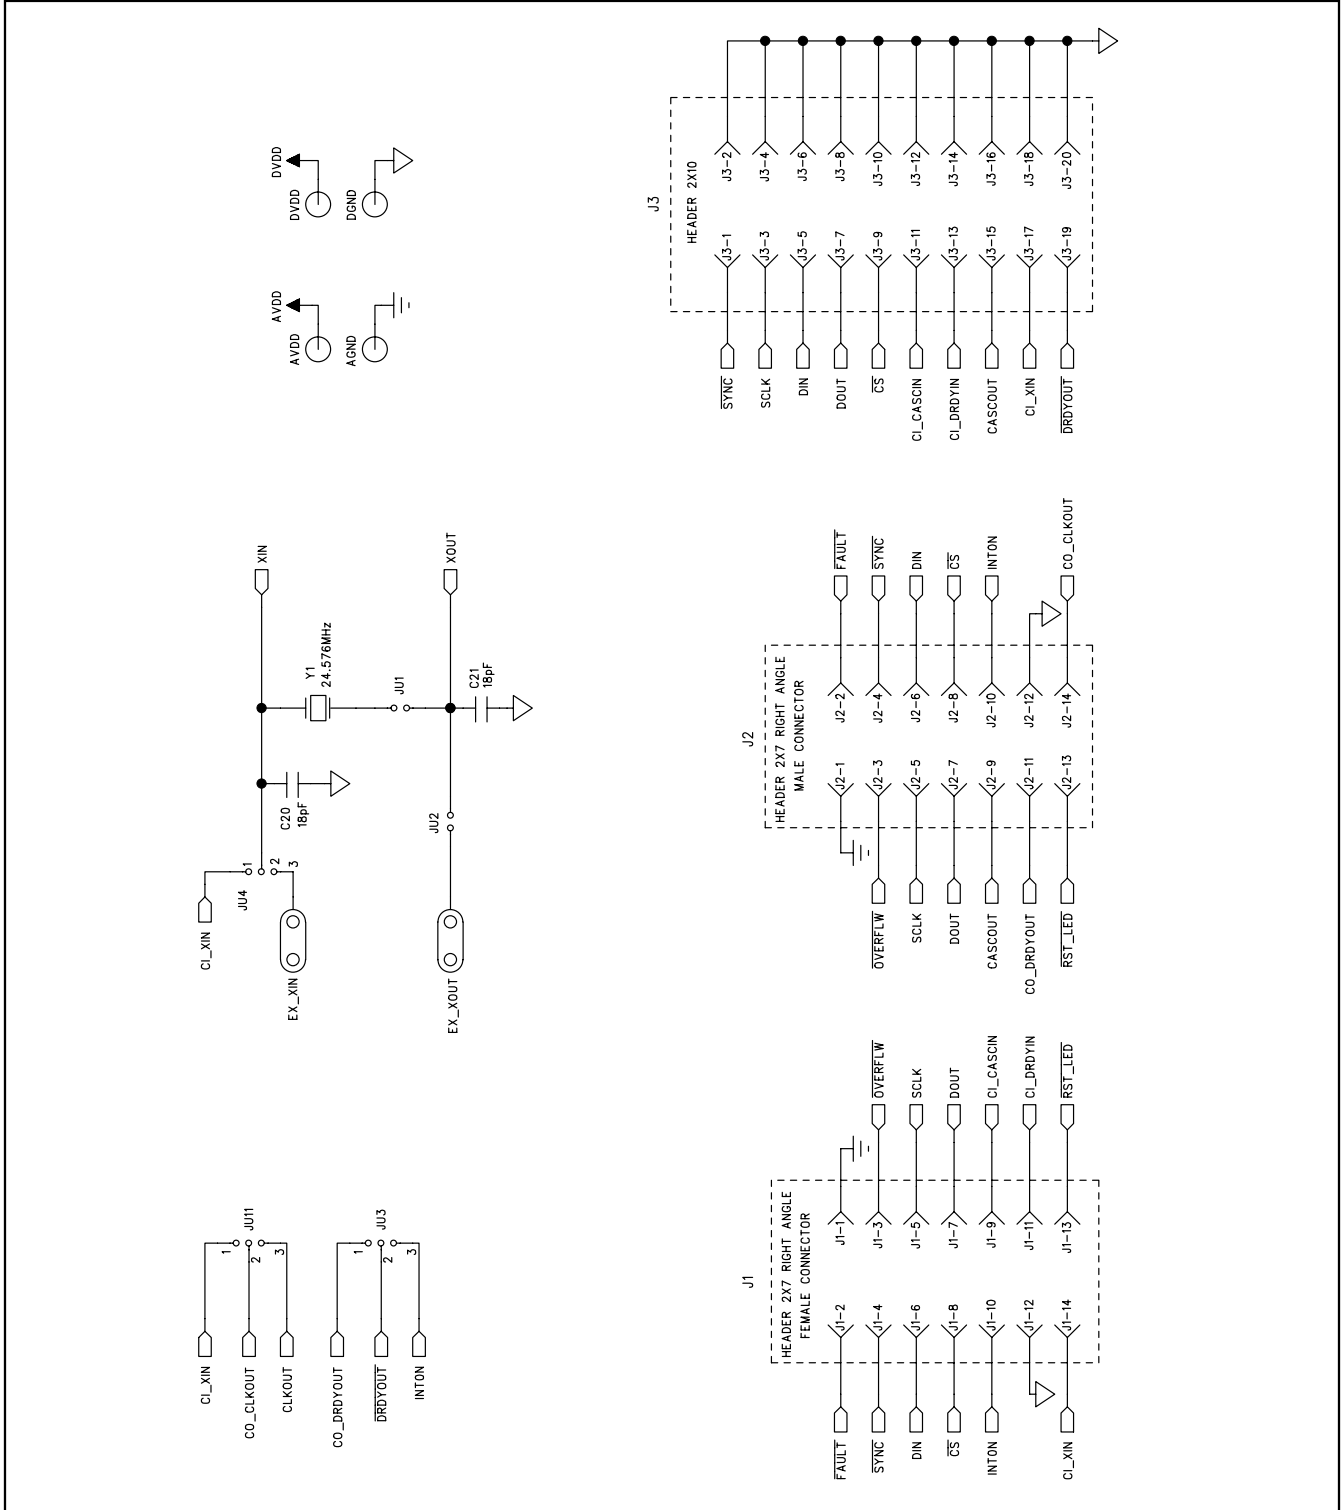 DVDD
DVDD
DGND
AVDD
AVDD
AGND
J3
HEADER 2X10
J3-2
J3-4
J3-6
J3-8
J3-10
J3-12
J3-14
J3-16
J3-18
J3-20
J3-1
J3-3
J3-5
J3-7
J3-9
J3-11
J3-13
J3-15
J3-17
J3-19
SYNC
SCLK
DIN
DOUT
CS
CI_CASCIN
CI_DRDYIN
CASCOUT
CI_XIN
DRDYOUT
XIN
XOUT
Y1
24.576MHz
JU1
C21
18pF
C20
18pF
JU2
JU4
1
2
3
CI_XIN
EX_XIN
EX_XOUT
FAULT
SYNC
DIN
CS
INTON
CO_CLKOUT
J2
HEADER 2X7 RIGHT ANGLE
MALE CONNECTOR
J2-2
J2-4
J2-6
J2-8
J2-10
J2-12
J2-14
J2-1
J2-3
J2-5
J2-7
J2-9
J2-11
J2-13
OVERFLW
SCLK
DOUT
CASCOUT
CO_DRDYOUT
RST_LED
JU11
1
2
3
CI_XIN
CO_CLKOUT
CLKOUT
JU3
1
2
3
CO_DRDYOUT
DRDYOUT
INTON
OVERFLW
SCLK
DOUT
CI_CASCIN
CI_DRDYIN
RST_LED
J1
HEADER 2X7 RIGHT ANGLE
FEMALE CONNECTOR
J1-1
J1-3
J1-5
J1-7
J1-9
J1-11
J1-13
J1-2
J1-4
J1-6
J1-8
J1-10
J1-12
J1-14
FAULT
SYNC
DIN
CS
INTON
CI_XIN